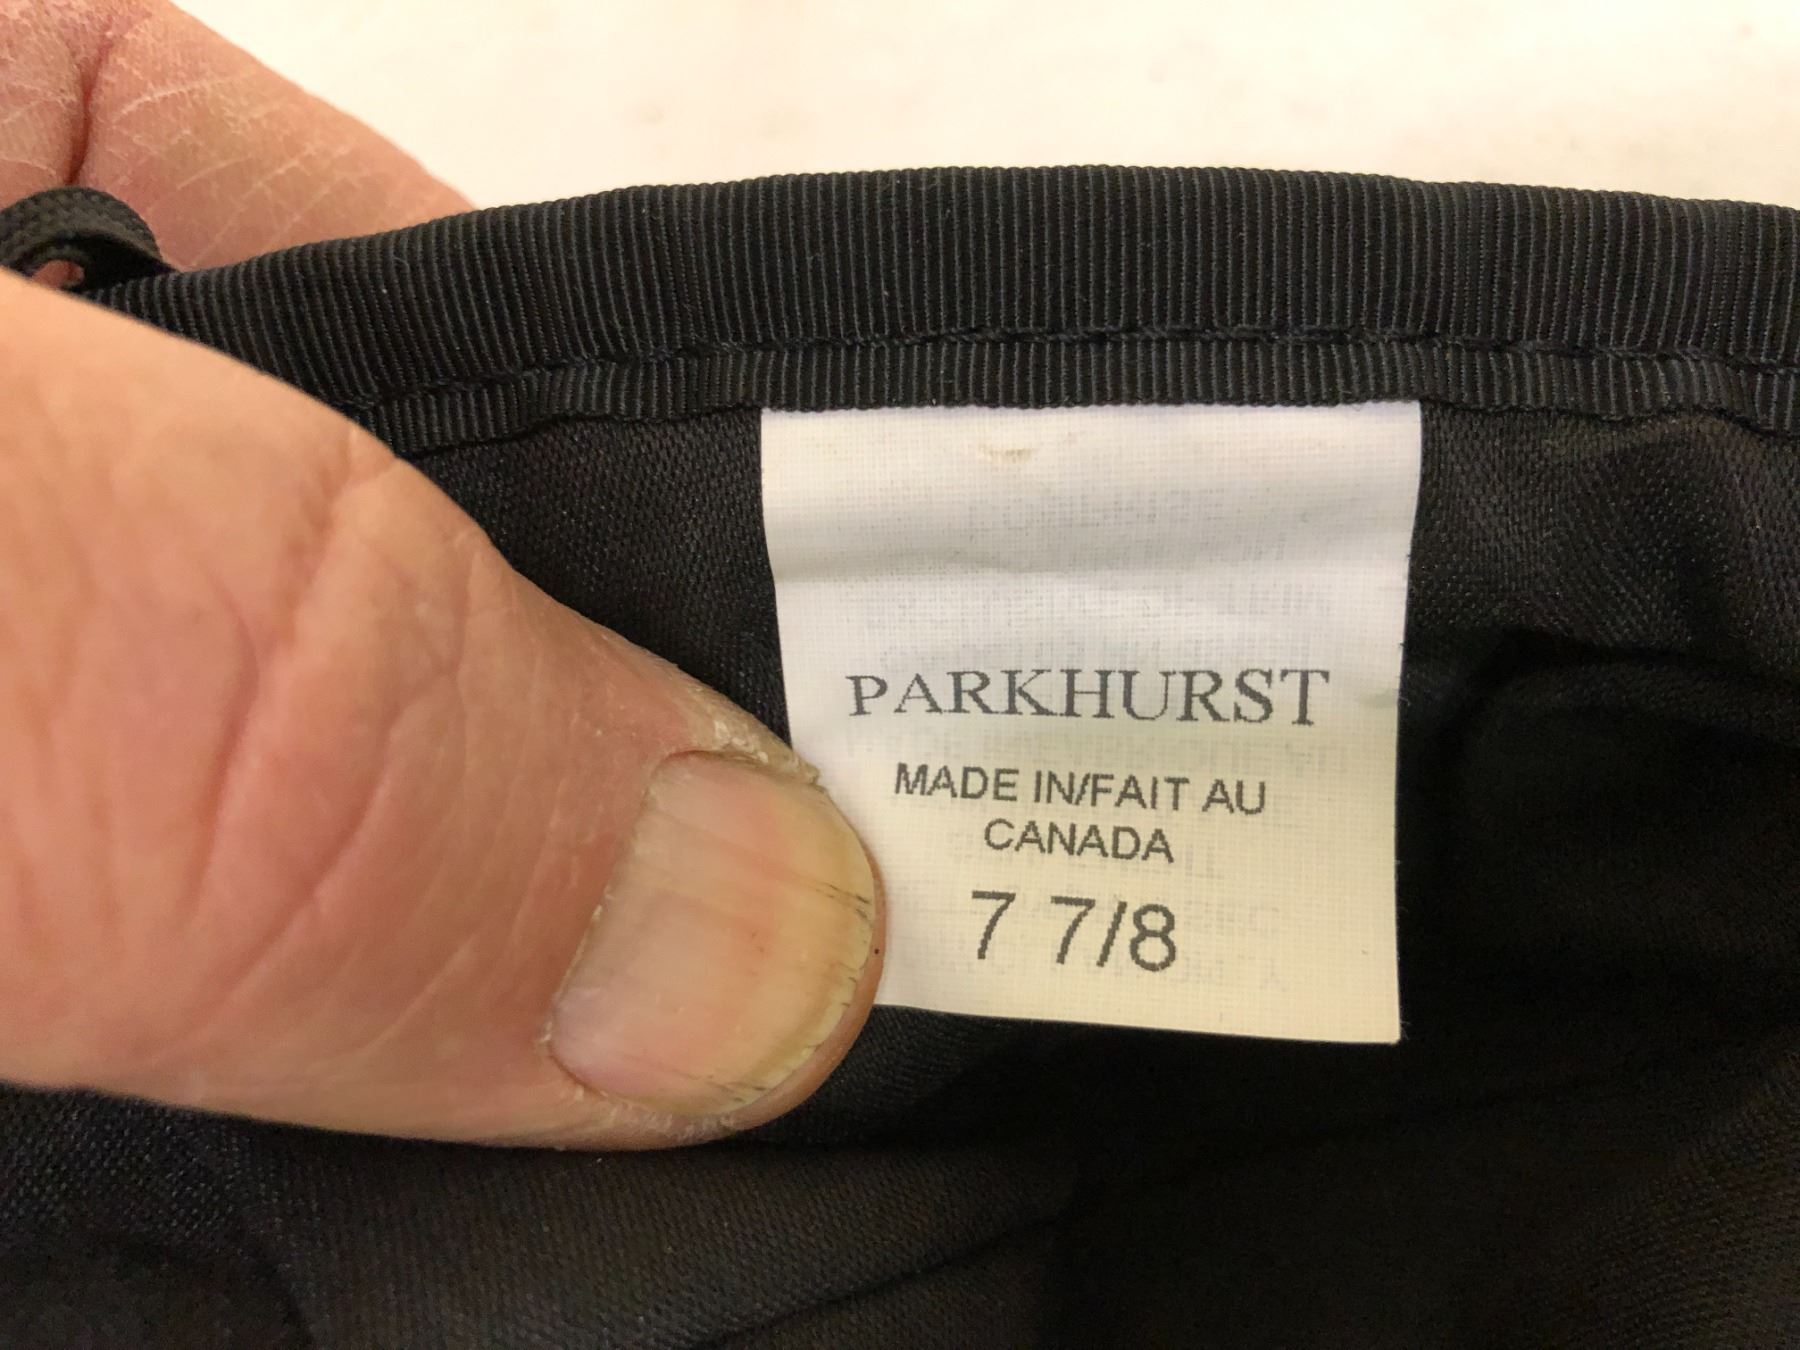 PARKHURST
MADE IN/FAIT AU
CANADA
7 7/8